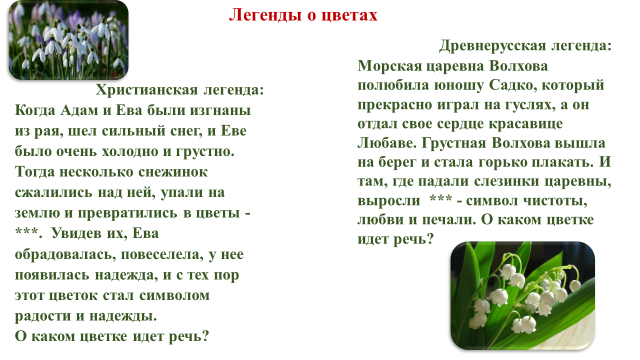 Легенды о цветах
Христианская легенда:
Когда Адам и Ева были изгнаны
из рая, шел сильный снег, и Еве
было очень холодно и грустно.
Тогда несколько снежинок
сжалились над ней, упали на
землю и превратились в цветы -
***. Увидев их, Ева
обрадовалась, повеселела, у нее
появилась надежда, и с тех пор
этот цветок стал символом
радости и надежды.
О каком цветке идет речь?
Древнерусская легенда:
Морская царевна Волхова
полюбила юношу Садко, который
прекрасно играл на гуслях, а он
отдал свое сердце красавице
Любаве. Грустная Волхова вышла
на берег и стала горько плакать. И
там, где падали слезинки царевны,
выросли *** - символ чистоты,
любви и печали. О каком цветке
идет речь?